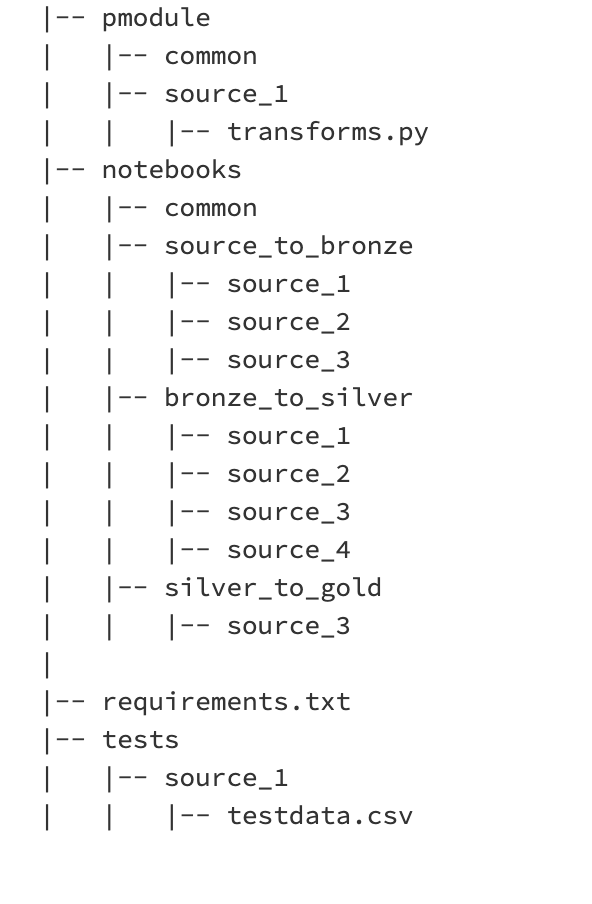 |-- pmodule
|   |-- common
|   |-- source_1
|   |   |-- transforms.py
|-- notebooks
|   |-- common
|   |-- source_to_bronze
|   |   |-- source_1
|   |   |-- source_2
|   |   |-- source_3
|   |-- bronze_to_silver
|   |   |-- source_1
|   |   |-- source_2
|   |   |-- source_3
|   |   |-- source_4
|   |-- silver_to_gold
|   |   |-- source_3
|
|-- requirements.txt
|-- tests
|   |-- source_1
|   |   |-- testdata.csv